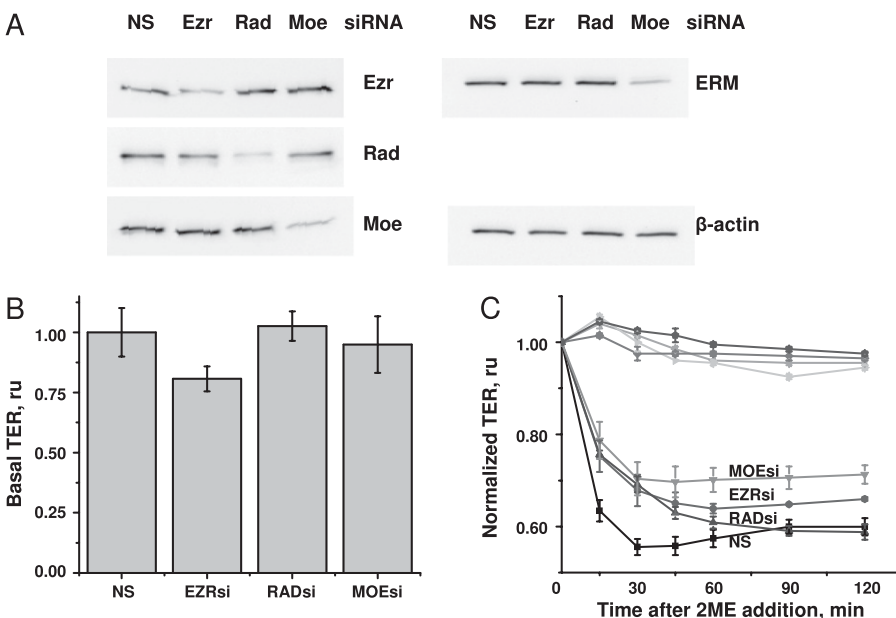 A
NS Ezr Rad Moe siRNA
Ezr
Rad
Moe
NS Ezr Rad Moe siRNA
ERM
β-actin
B
Basal TER, ru
1.00
0.75
0.50
0.25
0.00
NS EZRsi RADsi MOEsi
C
Normalized TER, ru
1.00
0.80
0.60
MOEsi
EZRsi
RADsi
NS
0 30 60 90 120
Time after 2ME addition, min